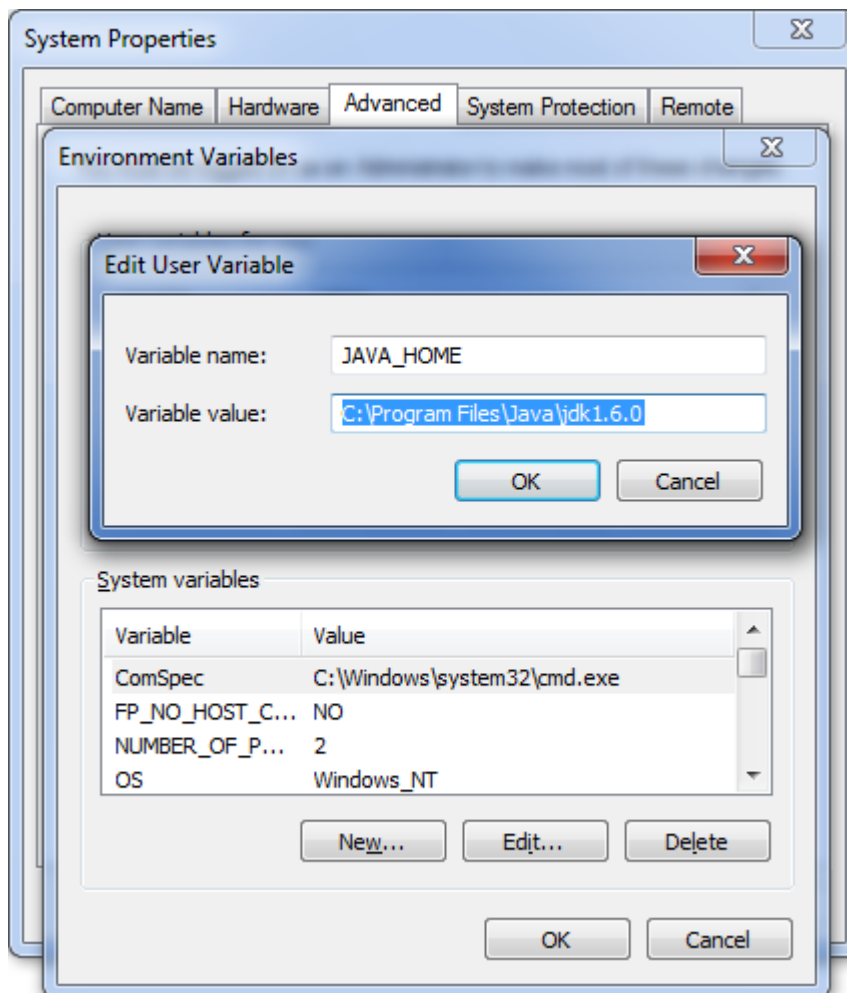 System Properties
Computer Name Hardware Advanced System Protection Remote
Environment Variables
Edit User Variable
Variable name: JAVA_HOME
Variable value: C:\Program Files\Java\jdk1.6.0
OK Cancel
System variables
Variable Value
ComSpec C:\Windows\system32\cmd.exe
FP_NO_HOST_C... NO
NUMBER_OF_P... 2
OS Windows_NT
New... Edit... Delete
OK Cancel